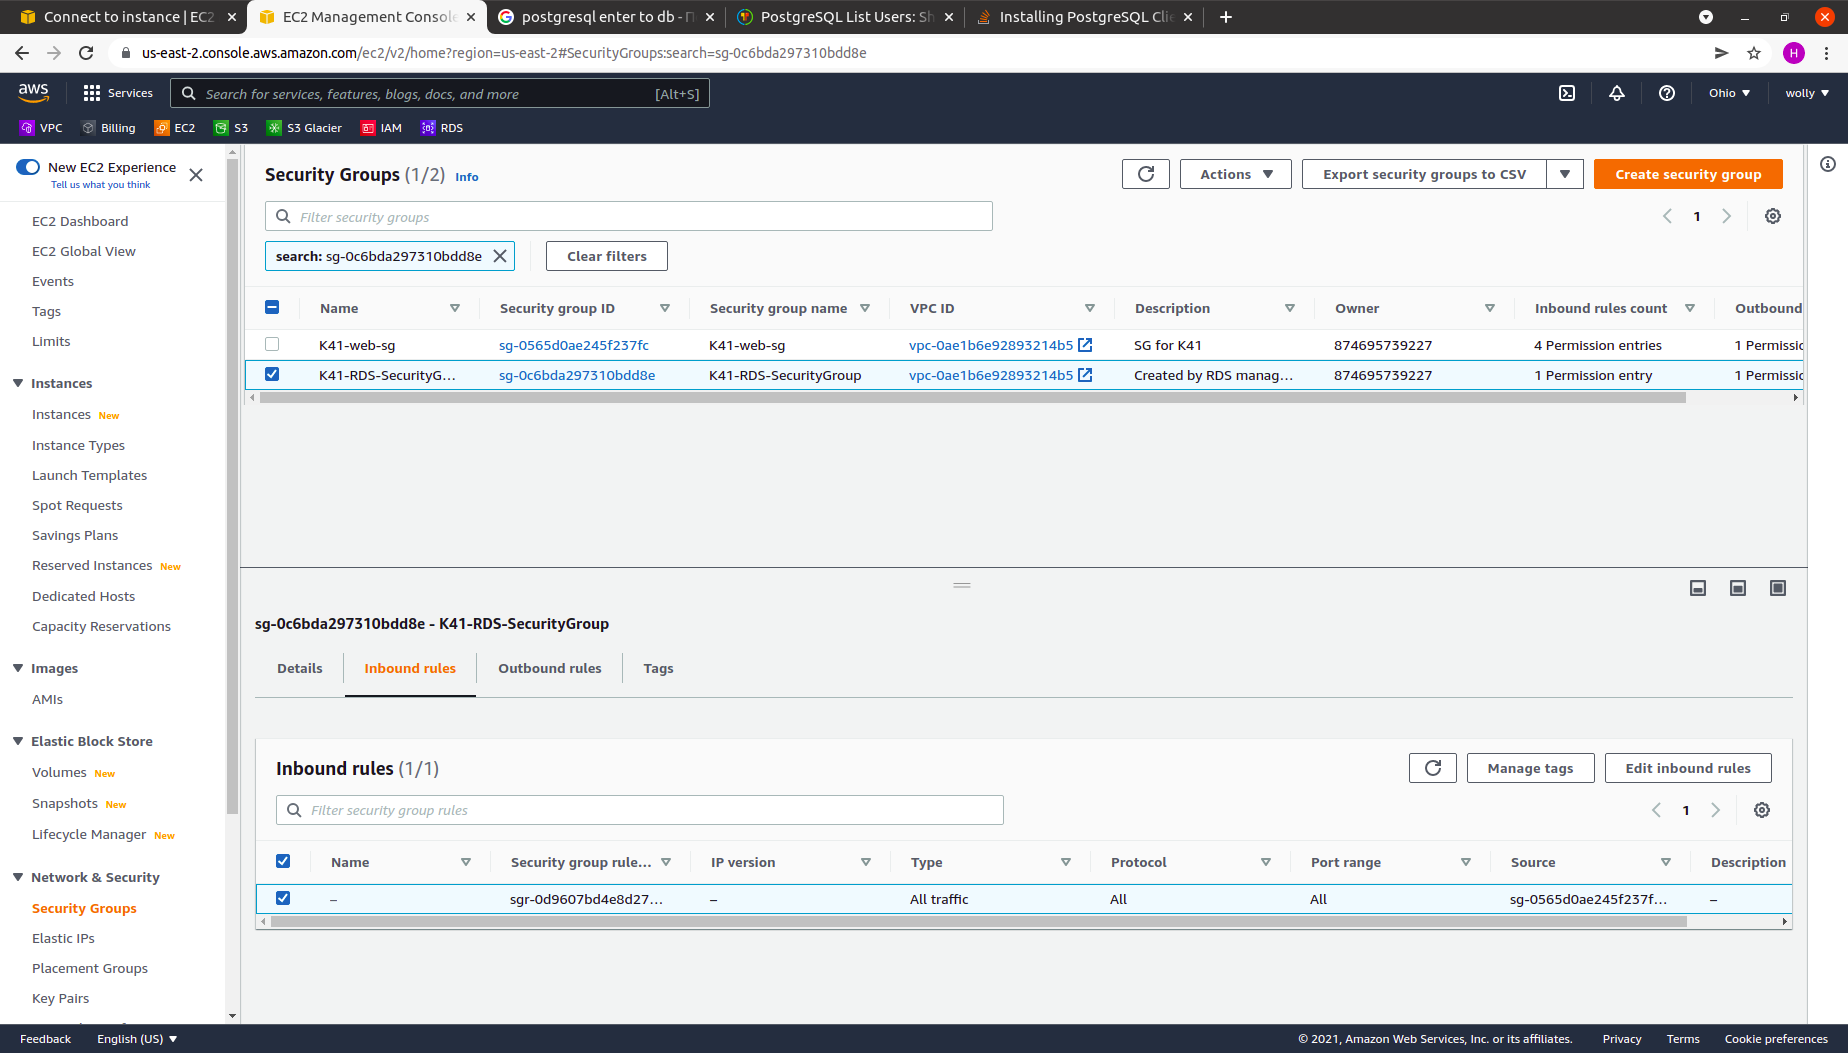 Connect to instance | EC2
EC2 Management Console
postgresql enter to db - П
PostgreSQL List Users: Sh
Installing PostgreSQL Clie
us-east-2.console.aws.amazon.com/ec2/v2/home?region=us-east-2#SecurityGroups:search=sg-0c6bda297310bdd8e
H
aws
Services
Search for services, features, blogs, docs, and more
[Alt+S]
Ohio
wolly
VPC
Billing
EC2
S3
S3 Glacier
IAM
RDS
New EC2 Experience
Tell us what you think
EC2 Dashboard
EC2 Global View
Events
Tags
Limits
Instances
Instances New
Instance Types
Launch Templates
Spot Requests
Savings Plans
Reserved Instances New
Dedicated Hosts
Capacity Reservations
Images
AMIs
Elastic Block Store
Volumes New
Snapshots New
Lifecycle Manager New
Network & Security
Security Groups
Elastic IPs
Placement Groups
Key Pairs
Security Groups (1/2) Info
Actions
Export security groups to CSV
Create security group
Filter security groups
1
search: sg-0c6bda297310bdd8e
Clear filters
Name Security group ID Security group name VPC ID Description Owner Inbound rules count Outbound
K41-web-sg sg-0565d0ae245f237fc K41-web-sg vpc-0ae1b6e92893214b5 SG for K41 874695739227 4 Permission entries 1 Permissic
K41-RDS-SecurityG... sg-0c6bda297310bdd8e K41-RDS-SecurityGroup vpc-0ae1b6e92893214b5 Created by RDS manag... 874695739227 1 Permission entry 1 Permissic
sg-0c6bda297310bdd8e - K41-RDS-SecurityGroup
Details
Inbound rules
Outbound rules
Tags
Inbound rules (1/1)
Manage tags
Edit inbound rules
Filter security group rules
1
Name Security group rule... IP version Type Protocol Port range Source Description
– sgr-0d9607bd4e8d27... – All traffic All All sg-0565d0ae245f237f... –
Feedback
English (US)
© 2021, Amazon Web Services, Inc. or its affiliates.
Privacy
Terms
Cookie preferences